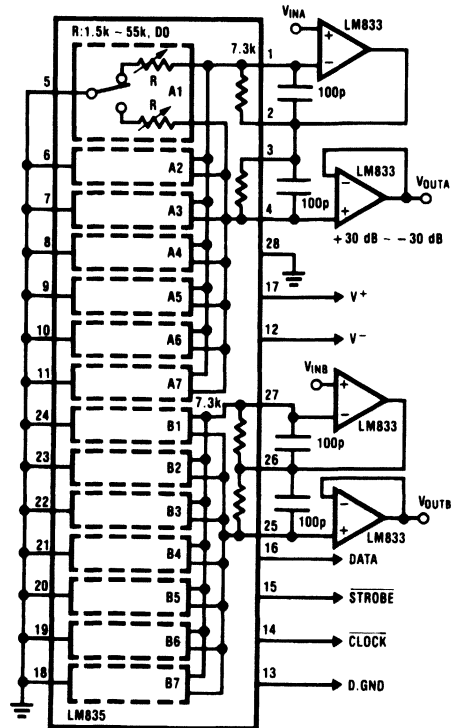 R:1.5k ~ 55k, D0
VINA
LM833
7.3k
1
5
R
A1
R
100p
2
3
6
A2
LM833
7
A3
4
100p
VOUTA
+30 dB ~ –30 dB
8
A4
28
9
A5
17
V+
10
A6
12
V–
11
A7
VINB
7.3k
27
24
B1
100p
LM833
23
B2
26
22
B3
25
100p
LM833
VOUTB
21
B4
16
DATA
20
B5
15
STROBE
19
B6
14
CLOCK
18
B7
13
D.GND
LM835